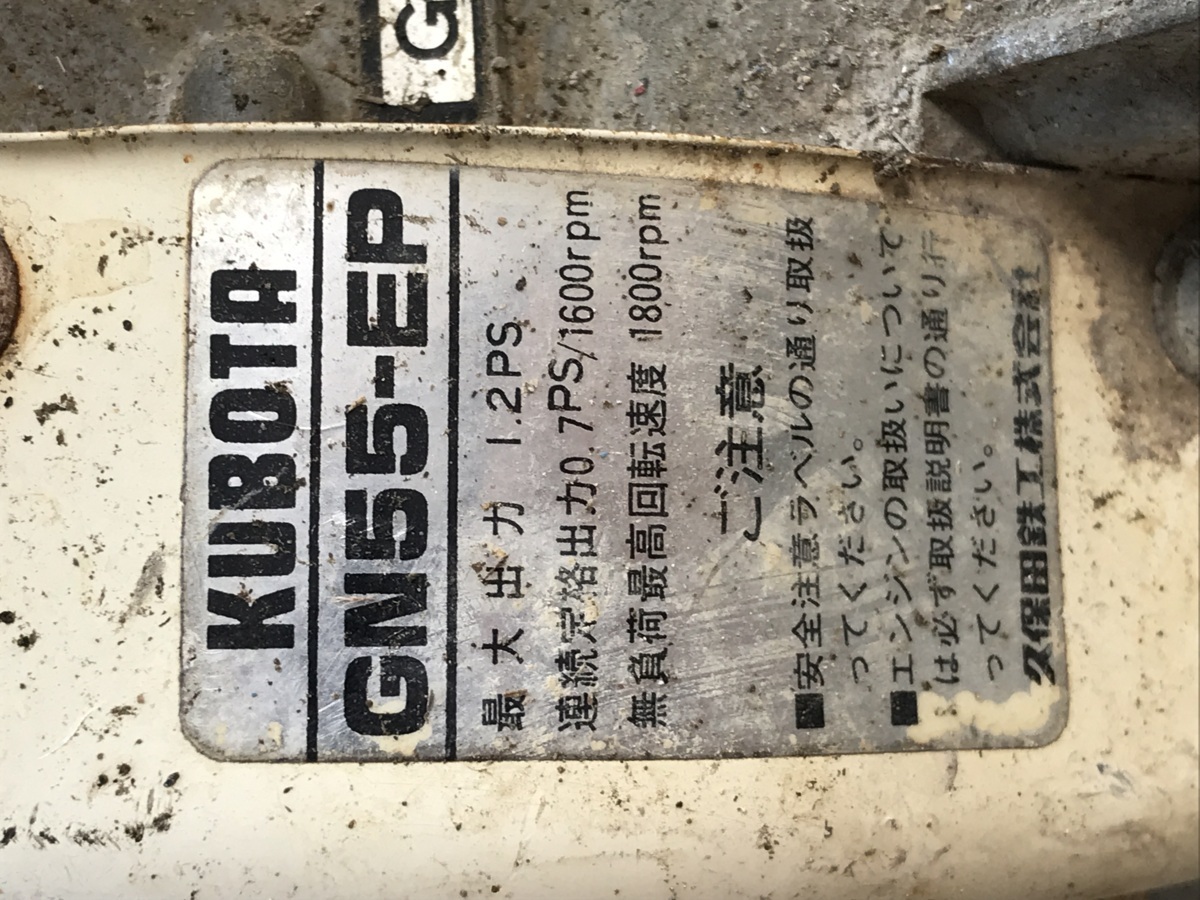 G
KUBOTA
GN55-EP
最大出力 1.2PS
連続定格出力0.7PS/1600rpm
無負荷最高回転速度 1800rpm
ご注意
■安全注意ラベルの通り取扱
ってください。
■エンジンの取扱いについて
は必ず取扱説明書の通り行
ってください。
久保田鉄工株式会社